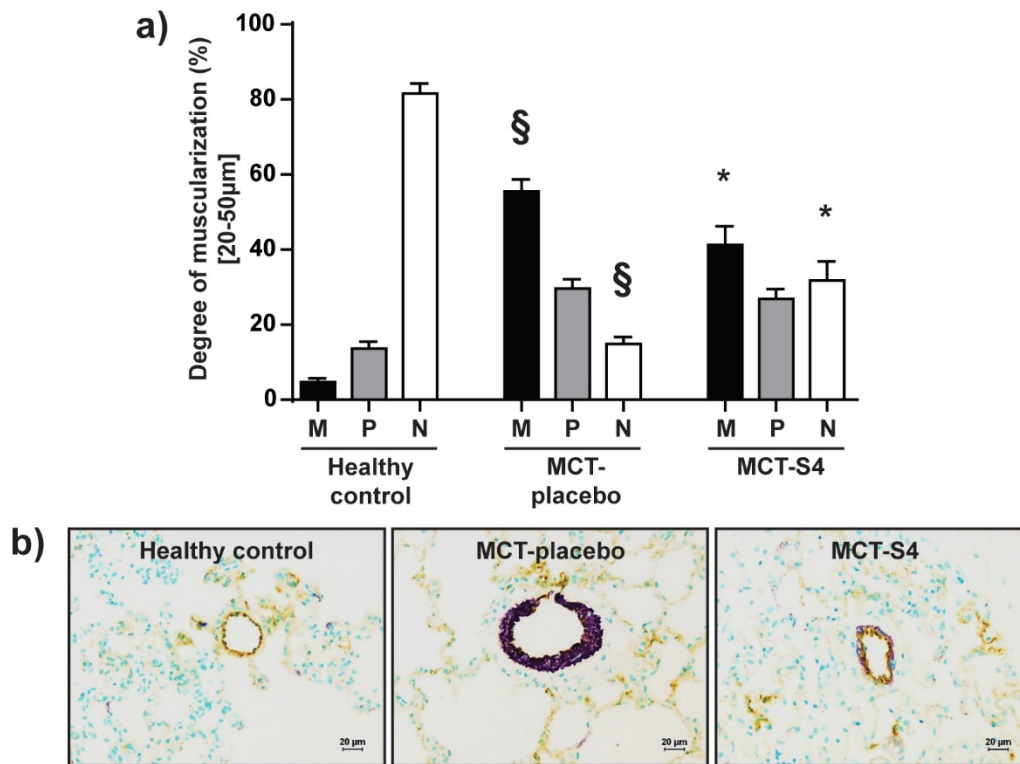 a)
Degree of muscularization (%)
[20-50µm]
100
80
60
40
20
0
§
§
*
*
M P N M P N M P N
Healthy control
MCT-placebo
MCT-S4
b)
Healthy control
MCT-placebo
MCT-S4
20 µm
20 µm
20 µm